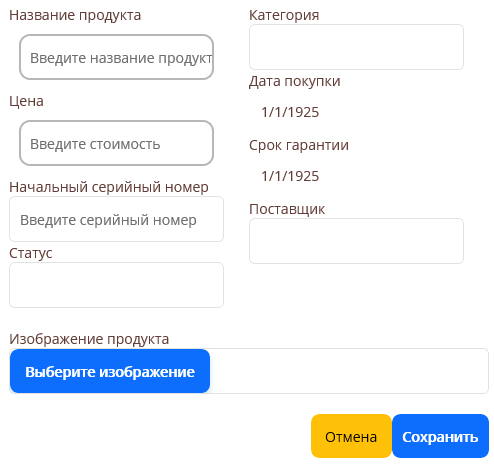 Название продукта
Введите название продукт
Цена
Введите стоимость
Начальный серийный номер
Введите серийный номер
Статус
Категория
Дата покупки
1/1/1925
Срок гарантии
1/1/1925
Поставщик
Изображение продукта
Выберите изображение
Отмена
Сохранить